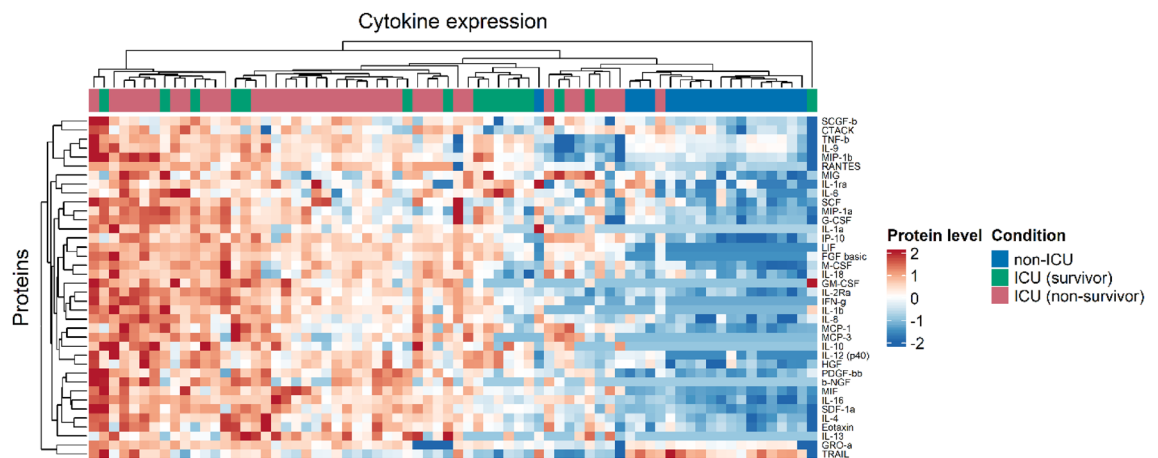 Cytokine expression
Proteins
SCGF-b
CTACK
TNF-b
IL-9
MIP-1b
RANTES
MIG
IL-1ra
IL-6
SCF
MIP-1a
G-CSF
IL-1a
IP-10
LIF
FGF basic
M-CSF
IL-18
GM-CSF
IL-2Ra
IFN-g
IL-1b
IL-8
MCP-1
MCP-3
IL-10
IL-12 (p40)
HGF
PDGF-bb
b-NGF
MIF
IL-16
SDF-1a
IL-4
Eotaxin
IL-13
GRO-a
TRAIL
Protein level
2
1
0
-1
-2
Condition
non-ICU
ICU (survivor)
ICU (non-survivor)